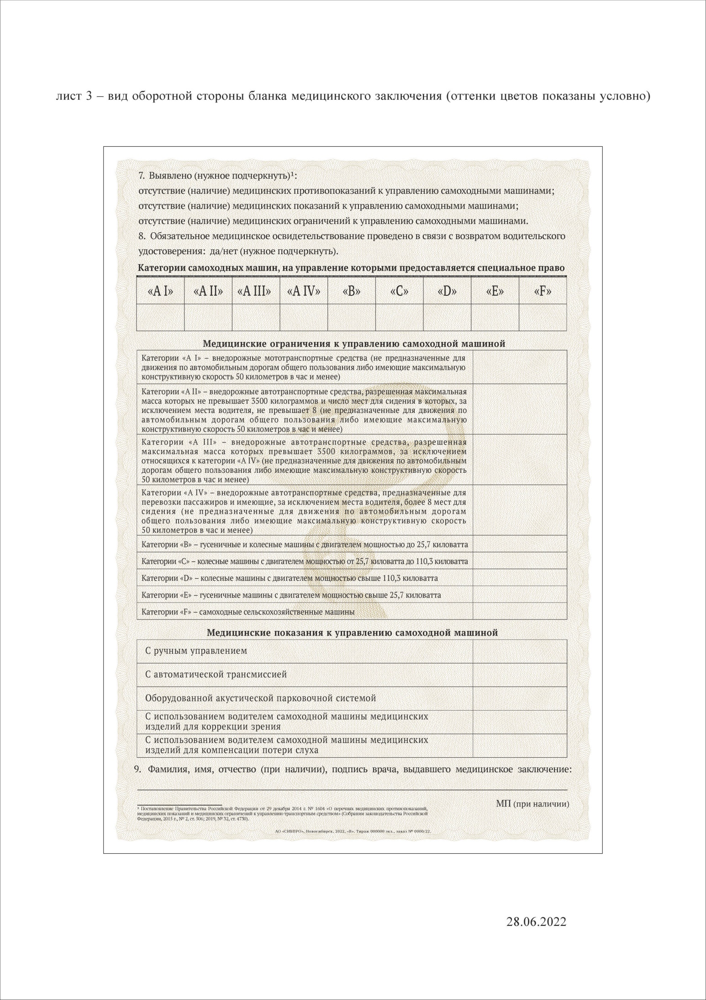 лист 3 – вид оборотной стороны бланка медицинского заключения (оттенки цветов показаны условно)
7. Выявлено (нужное подчеркнуть)¹:
отсутствие (наличие) медицинских противопоказаний к управлению самоходными машинами;
отсутствие (наличие) медицинских показаний к управлению самоходными машинами;
отсутствие (наличие) медицинских ограничений к управлению самоходными машинами.
8. Обязательное медицинское освидетельствование проведено в связи с возвратом водительского
удостоверения: да/нет (нужное подчеркнуть).
Категории самоходных машин, на управление которыми предоставляется специальное право
«А I» «А II» «А III» «А IV» «В» «С» «D» «Е» «F»
Медицинские ограничения к управлению самоходной машиной
Категории «А I» – внедорожные мототранспортные средства (не предназначенные для
движения по автомобильным дорогам общего пользования либо имеющие максимальную
конструктивную скорость 50 километров в час и менее)
Категории «А II» – внедорожные автотранспортные средства, разрешенная максимальная
масса которых не превышает 3500 килограммов и число мест для сидения в которых, за
исключением места водителя, не превышает 8 (не предназначенные для движения по
автомобильным дорогам общего пользования либо имеющие максимальную
конструктивную скорость 50 километров в час и менее)
Категории «А III» – внедорожные автотранспортные средства, разрешенная
максимальная масса которых превышает 3500 килограммов, за исключением
относящихся к категории «А IV» (не предназначенные для движения по автомобильным
дорогам общего пользования либо имеющие максимальную конструктивную скорость
50 километров в час и менее)
Категории «А IV» – внедорожные автотранспортные средства, предназначенные для
перевозки пассажиров и имеющие, за исключением места водителя, более 8 мест для
сидения (не предназначенные для движения по автомобильным дорогам
общего пользования либо имеющие максимальную конструктивную скорость
50 километров в час и менее)
Категории «В» – гусеничные и колесные машины с двигателем мощностью до 25,7 киловатта
Категории «С» – колесные машины с двигателем мощностью от 25,7 киловатта до 110,3 киловатта
Категории «D» – колесные машины с двигателем мощностью свыше 110,3 киловатта
Категории «Е» – гусеничные машины с двигателем мощностью свыше 25,7 киловатта
Категории «F» – самоходные сельскохозяйственные машины
Медицинские показания к управлению самоходной машиной
С ручным управлением
С автоматической трансмиссией
Оборудованной акустической парковочной системой
С использованием водителем самоходной машины медицинских
изделий для коррекции зрения
С использованием водителем самоходной машины медицинских
изделий для компенсации потери слуха
9. Фамилия, имя, отчество (при наличии), подпись врача, выдавшего медицинское заключение:
МП (при наличии)
¹ Постановление Правительства Российской Федерации от 29 декабря 2014 г. № 1604 «О перечнях медицинских противопоказаний,
медицинских показаний и медицинских ограничений к управлению транспортным средством» (Собрании законодательства Российской
Федерации, 2015 г., № 2, ст. 506; 2019, № 32, ст. 4730).
АО «СИБПРО», Новосибирск, 2022, «В». Тираж 000000 экз., заказ № 0000/22.
28.06.2022